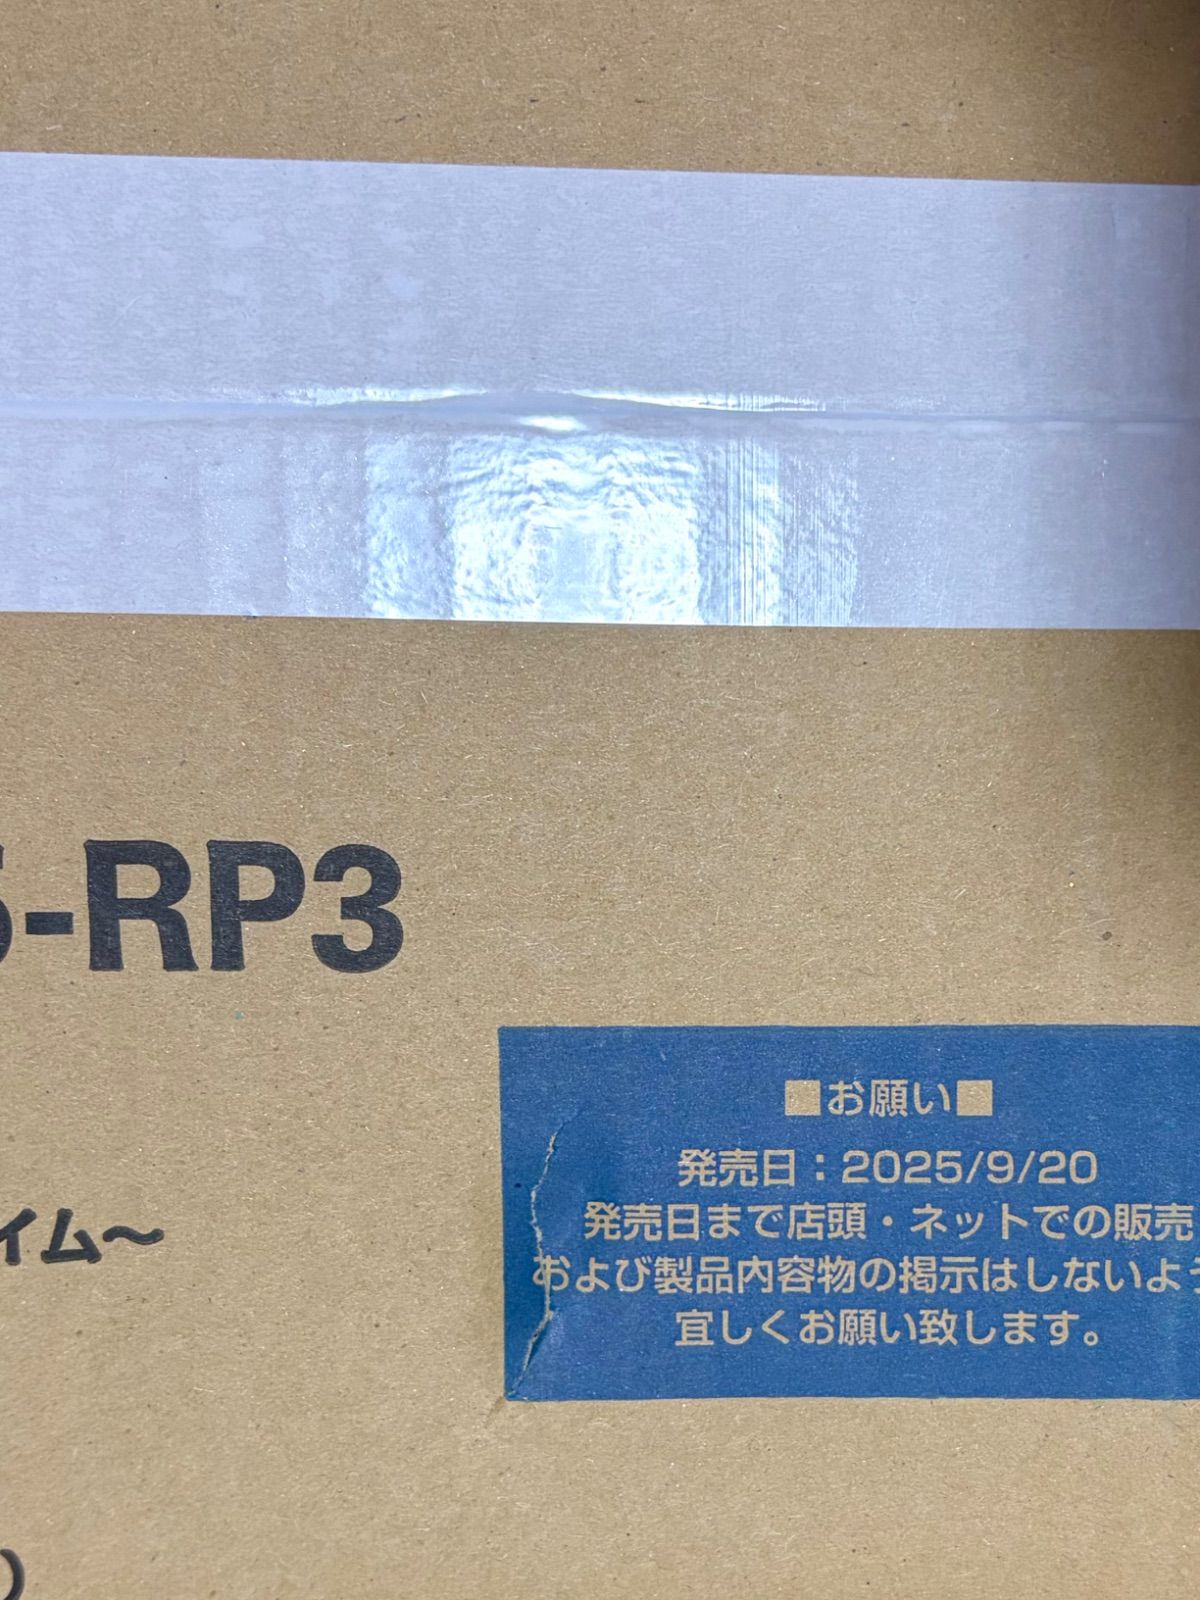 -RP3
■お願い■
発売日：2025/9/20
発売日まで店頭・ネットでの販売
および製品内容物の掲示はしないよう
イム～
宜しくお願い致します。
)